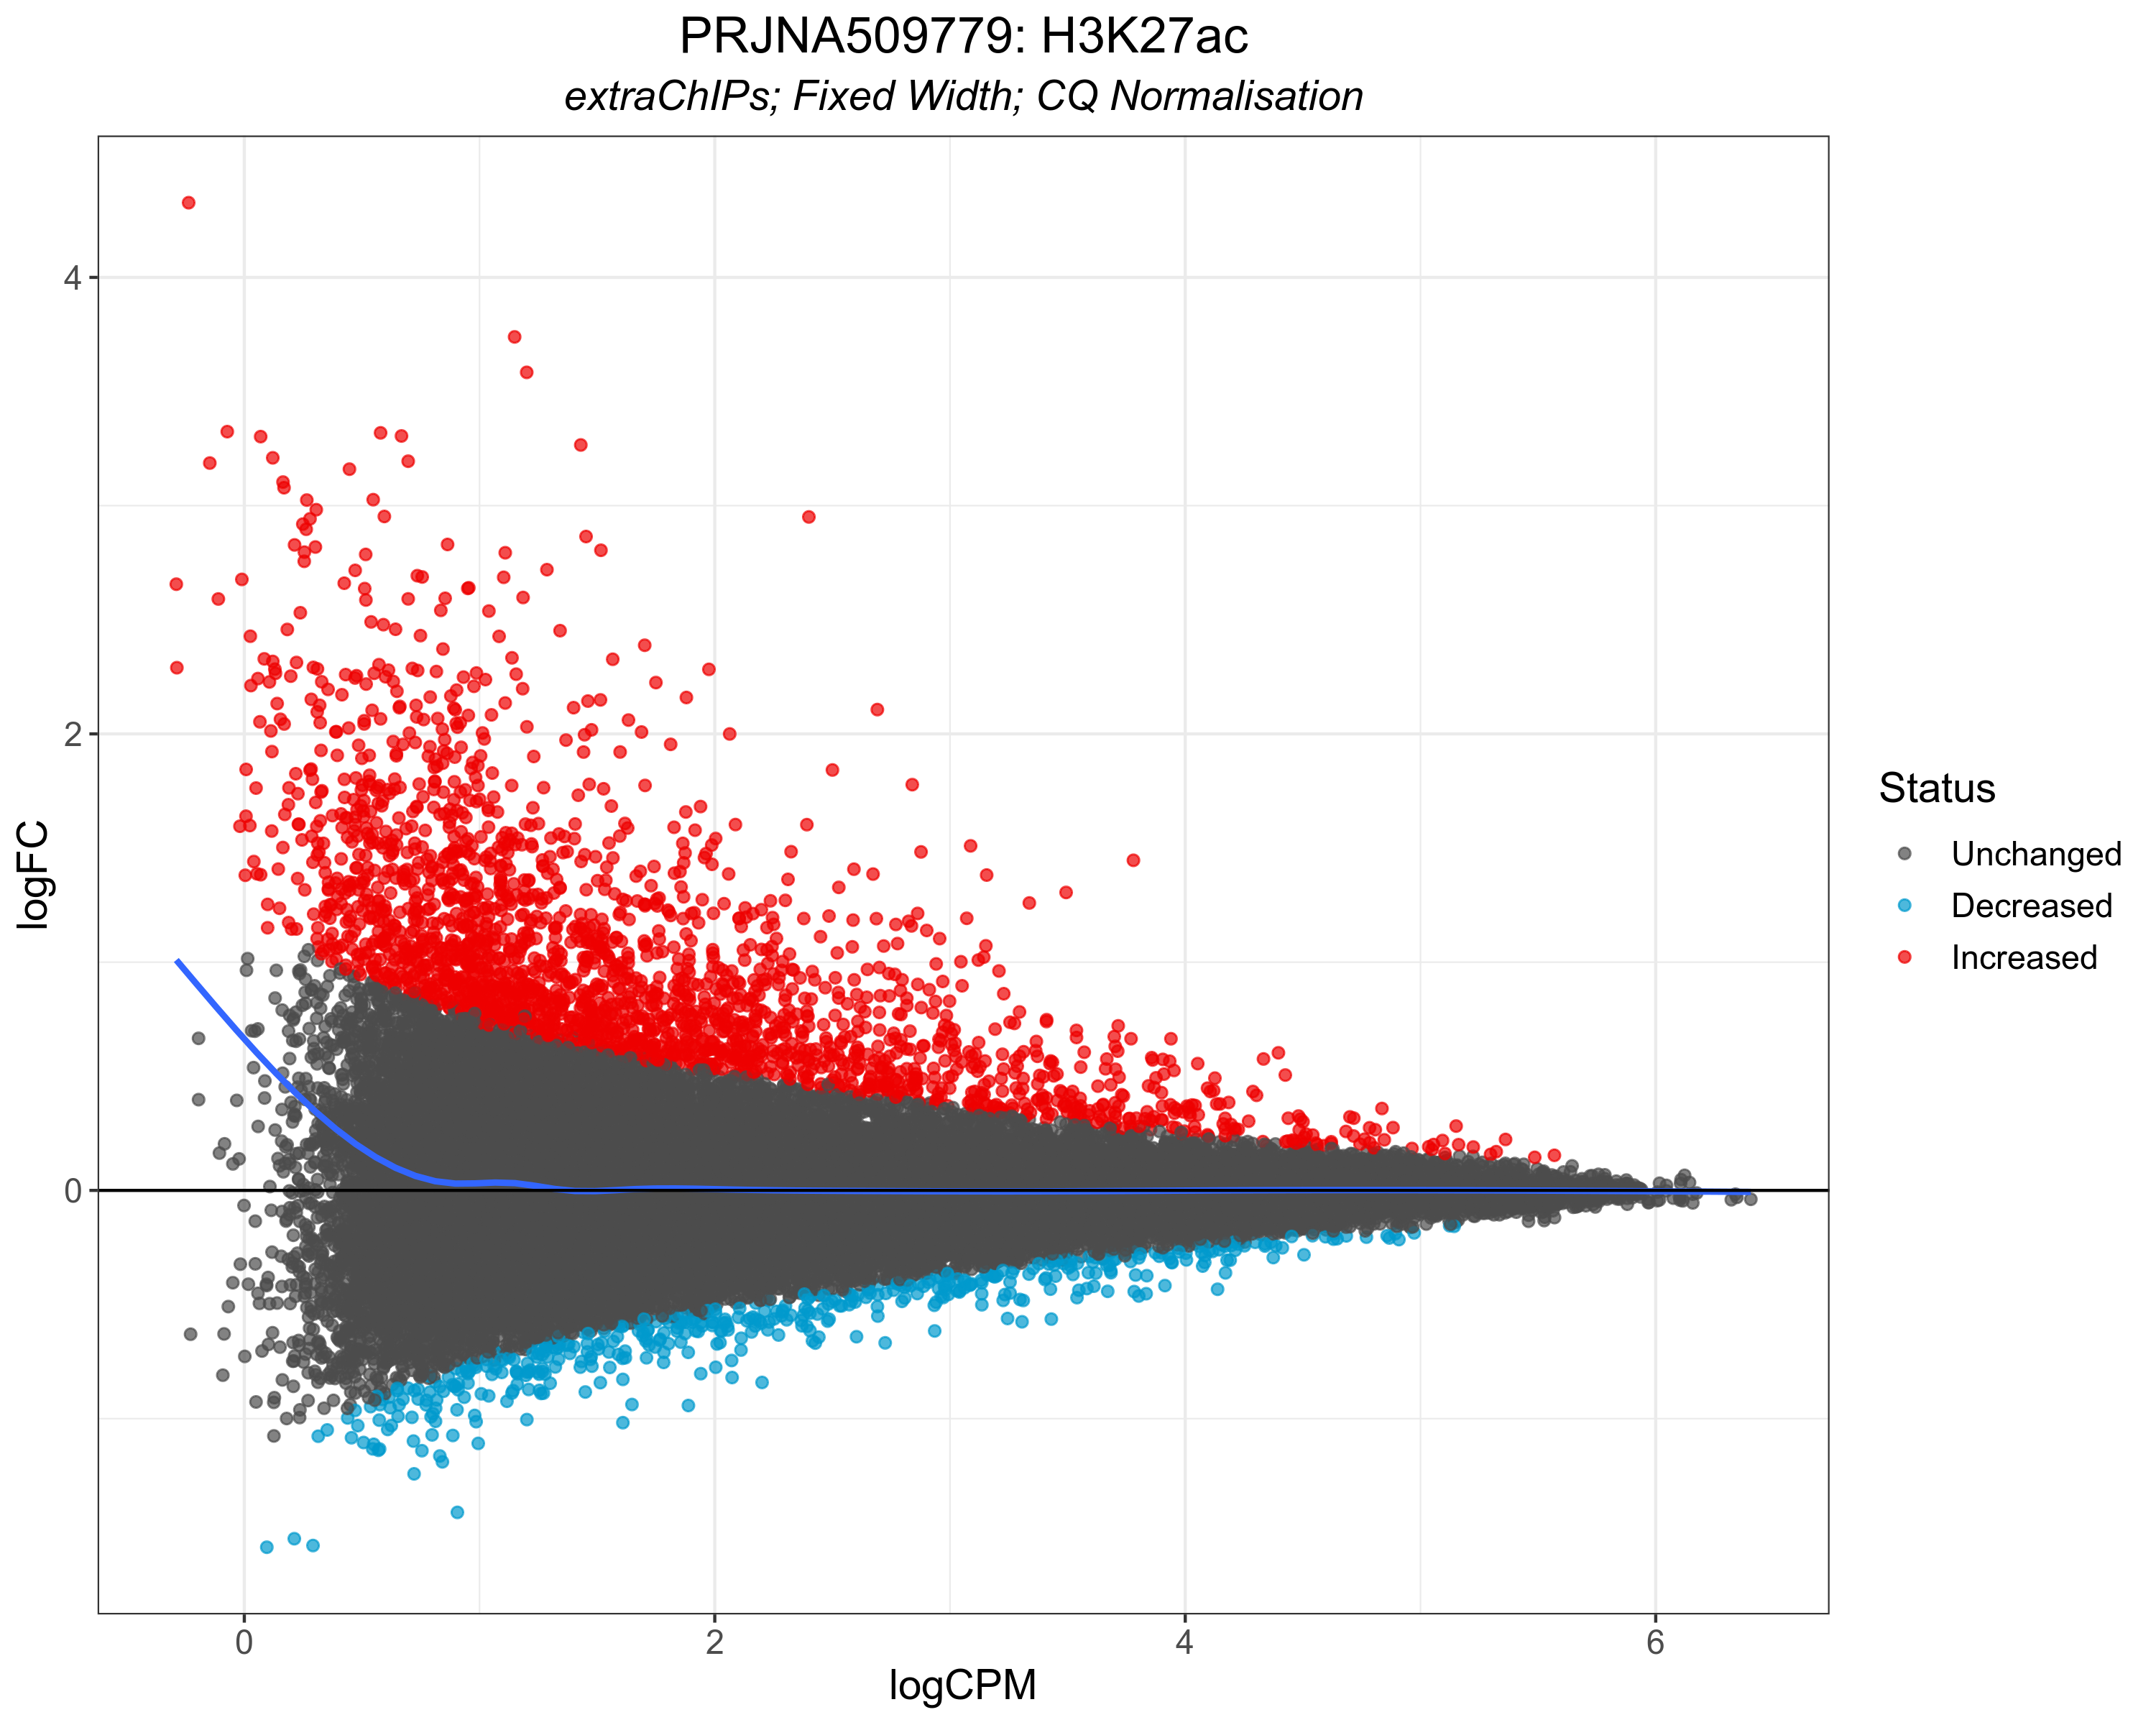 PRJNA509779: H3K27ac
extraChIPs; Fixed Width; CQ Normalisation
logFC
4
2
0
0
2
4
6
logCPM
Status
Unchanged
Decreased
Increased